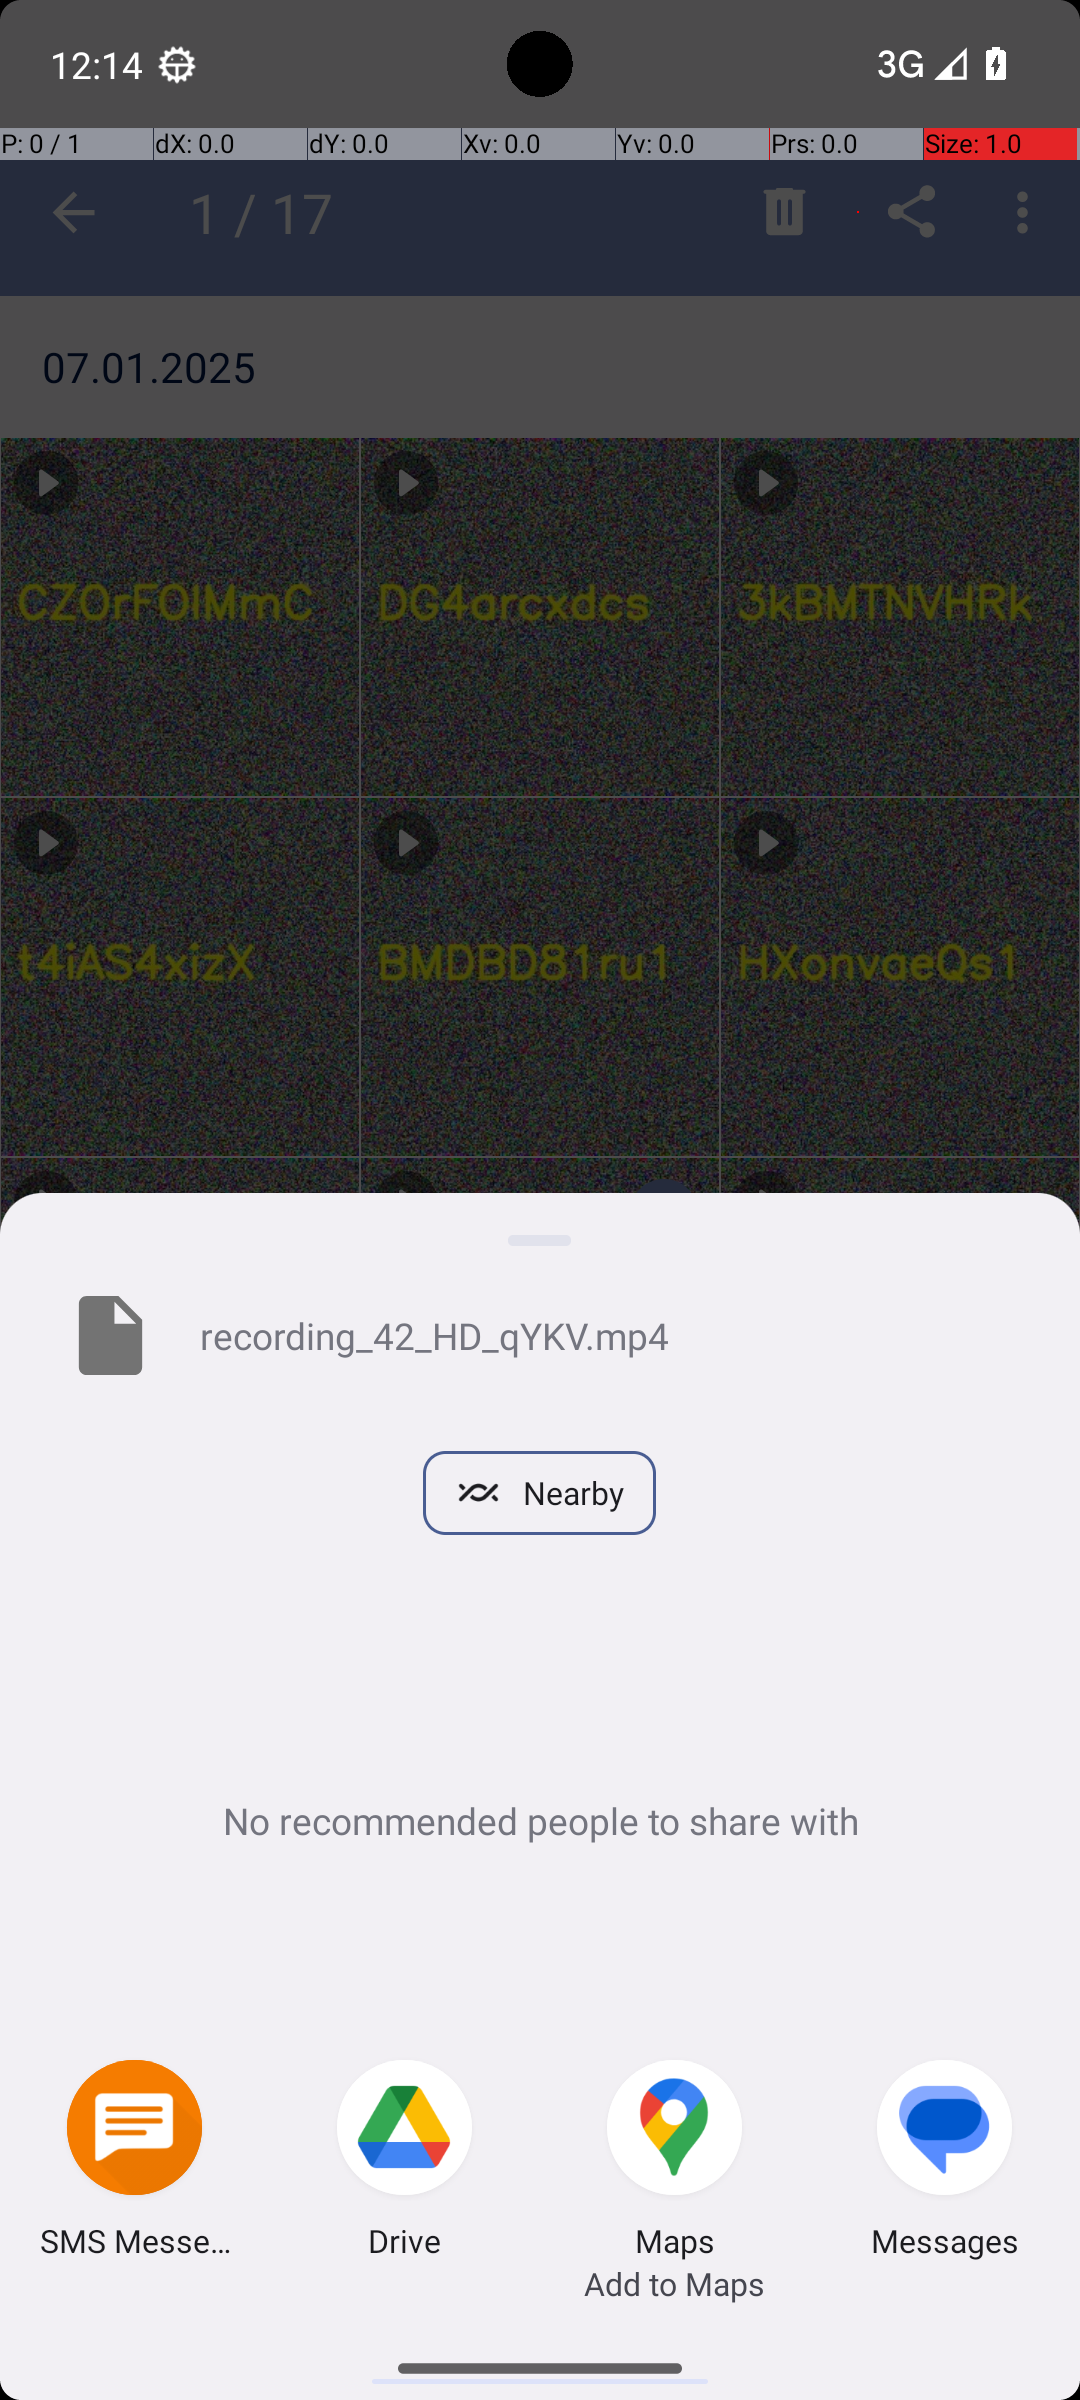 12:14
3G
P: 0 / 1
dX: 0.0
dY: 0.0
Xv: 0.0
Yv: 0.0
Prs: 0.0
Size: 1.0
1 / 17
07.01.2025
CZ0rFOIMmC
DG4arcxdcs
3kBMTNVHRk
t4iAS4xizX
BMDBD81ru1
HXonvaeQs1
recording_42_HD_qYKV.mp4
Nearby
No recommended people to share with
SMS Messe...
Drive
Maps
Messages
Add to Maps